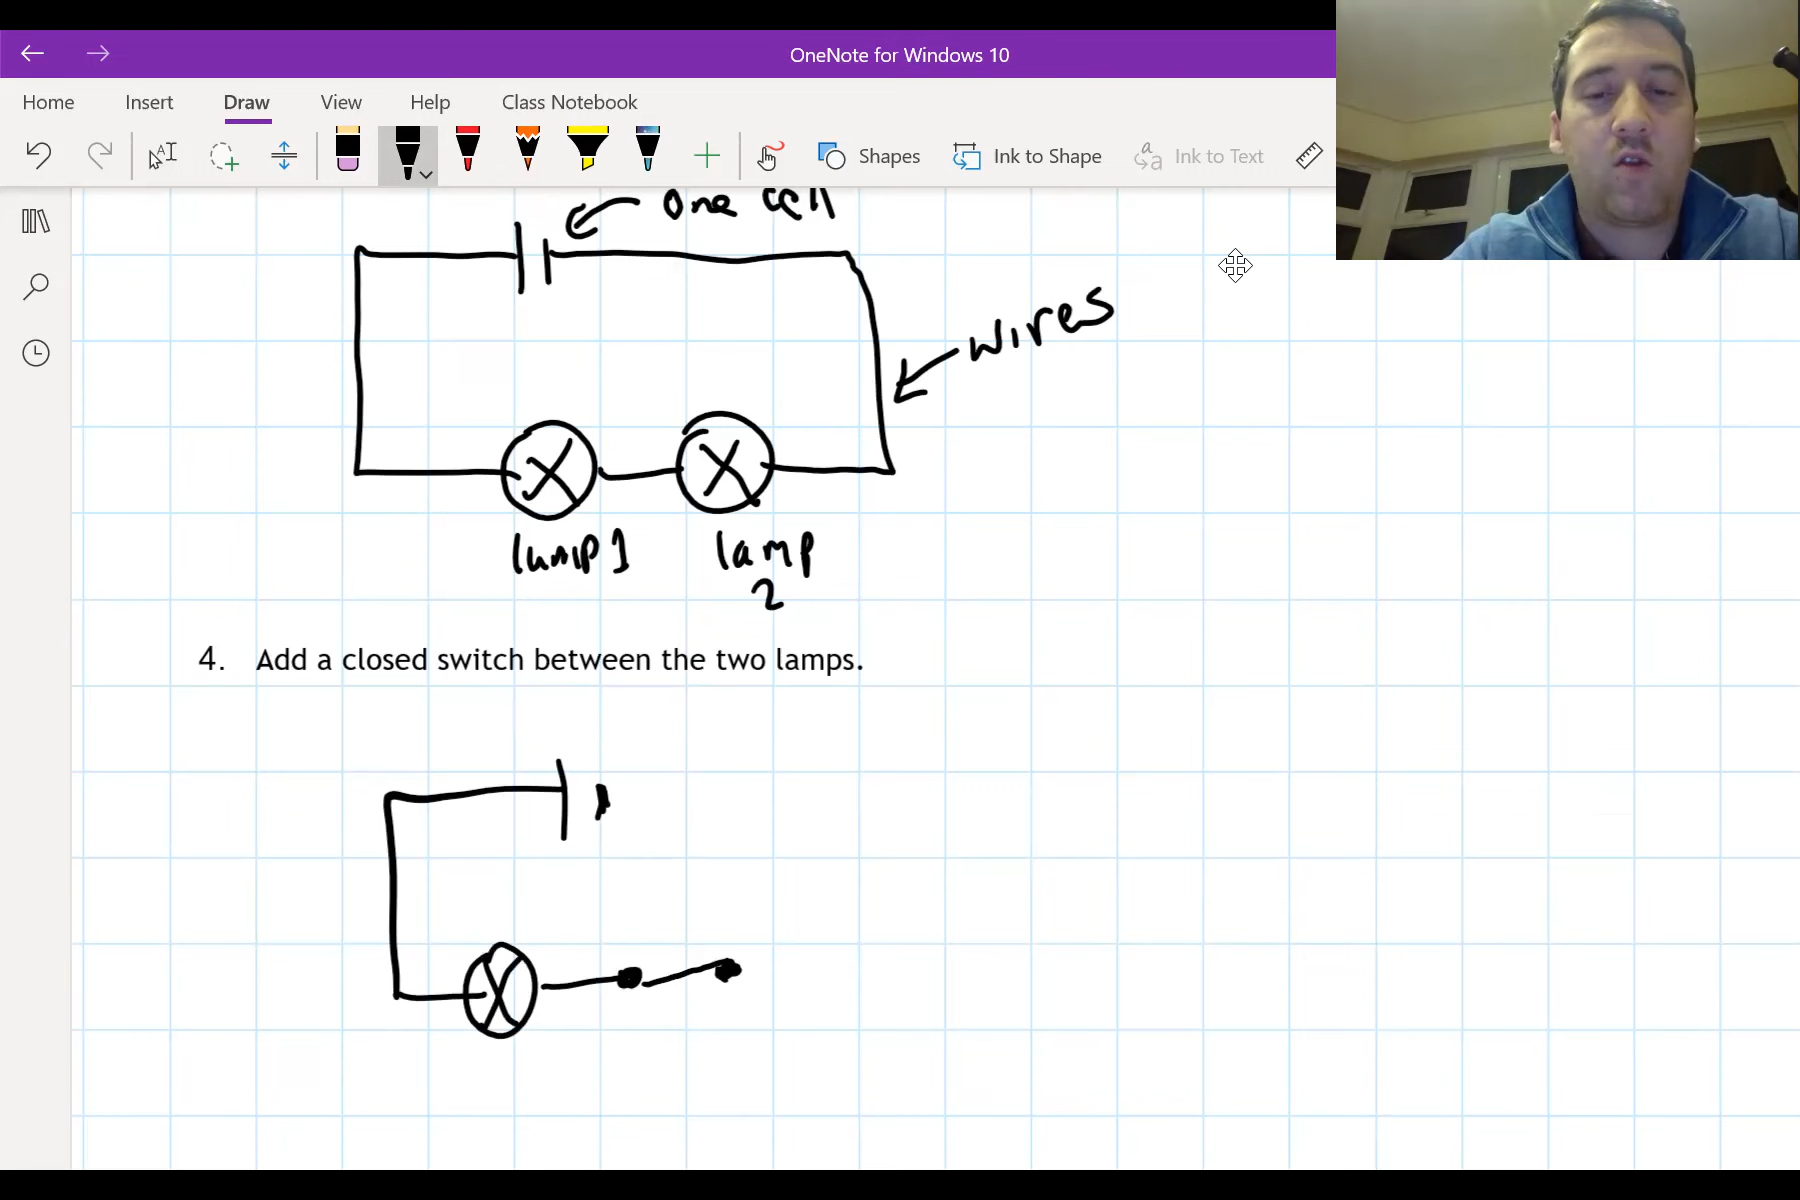 OneNote for Windows 10
Home Insert Draw View Help Class Notebook
Shapes Ink to Shape Ink to Text
One cell
wires
lamp 1
lamp
2
4. Add a closed switch between the two lamps.